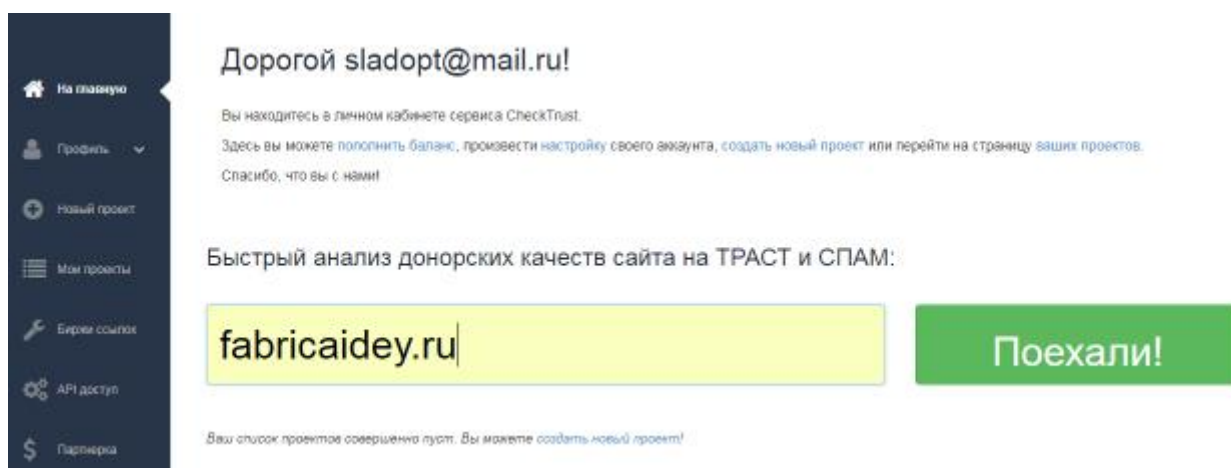 Дорогой sladopt@mail.ru!
На главную
Вы находитесь в личном кабинете сервиса CheckTrust.
Профиль
Здесь вы можете пополнить баланс, произвести настройку своего аккаунта, создать новый проект или перейти на страницу ваших проектов.
Спасибо, что вы с нами!
Новый проект
Быстрый анализ донорских качеств сайта на ТРАСТ и СПАМ:
Мои проекты
Биржи ссылок
fabricaidey.ru
Поехали!
API доступ
Ваш список проектов совершенно пуст. Вы можете создать новый проект!
Партнерка